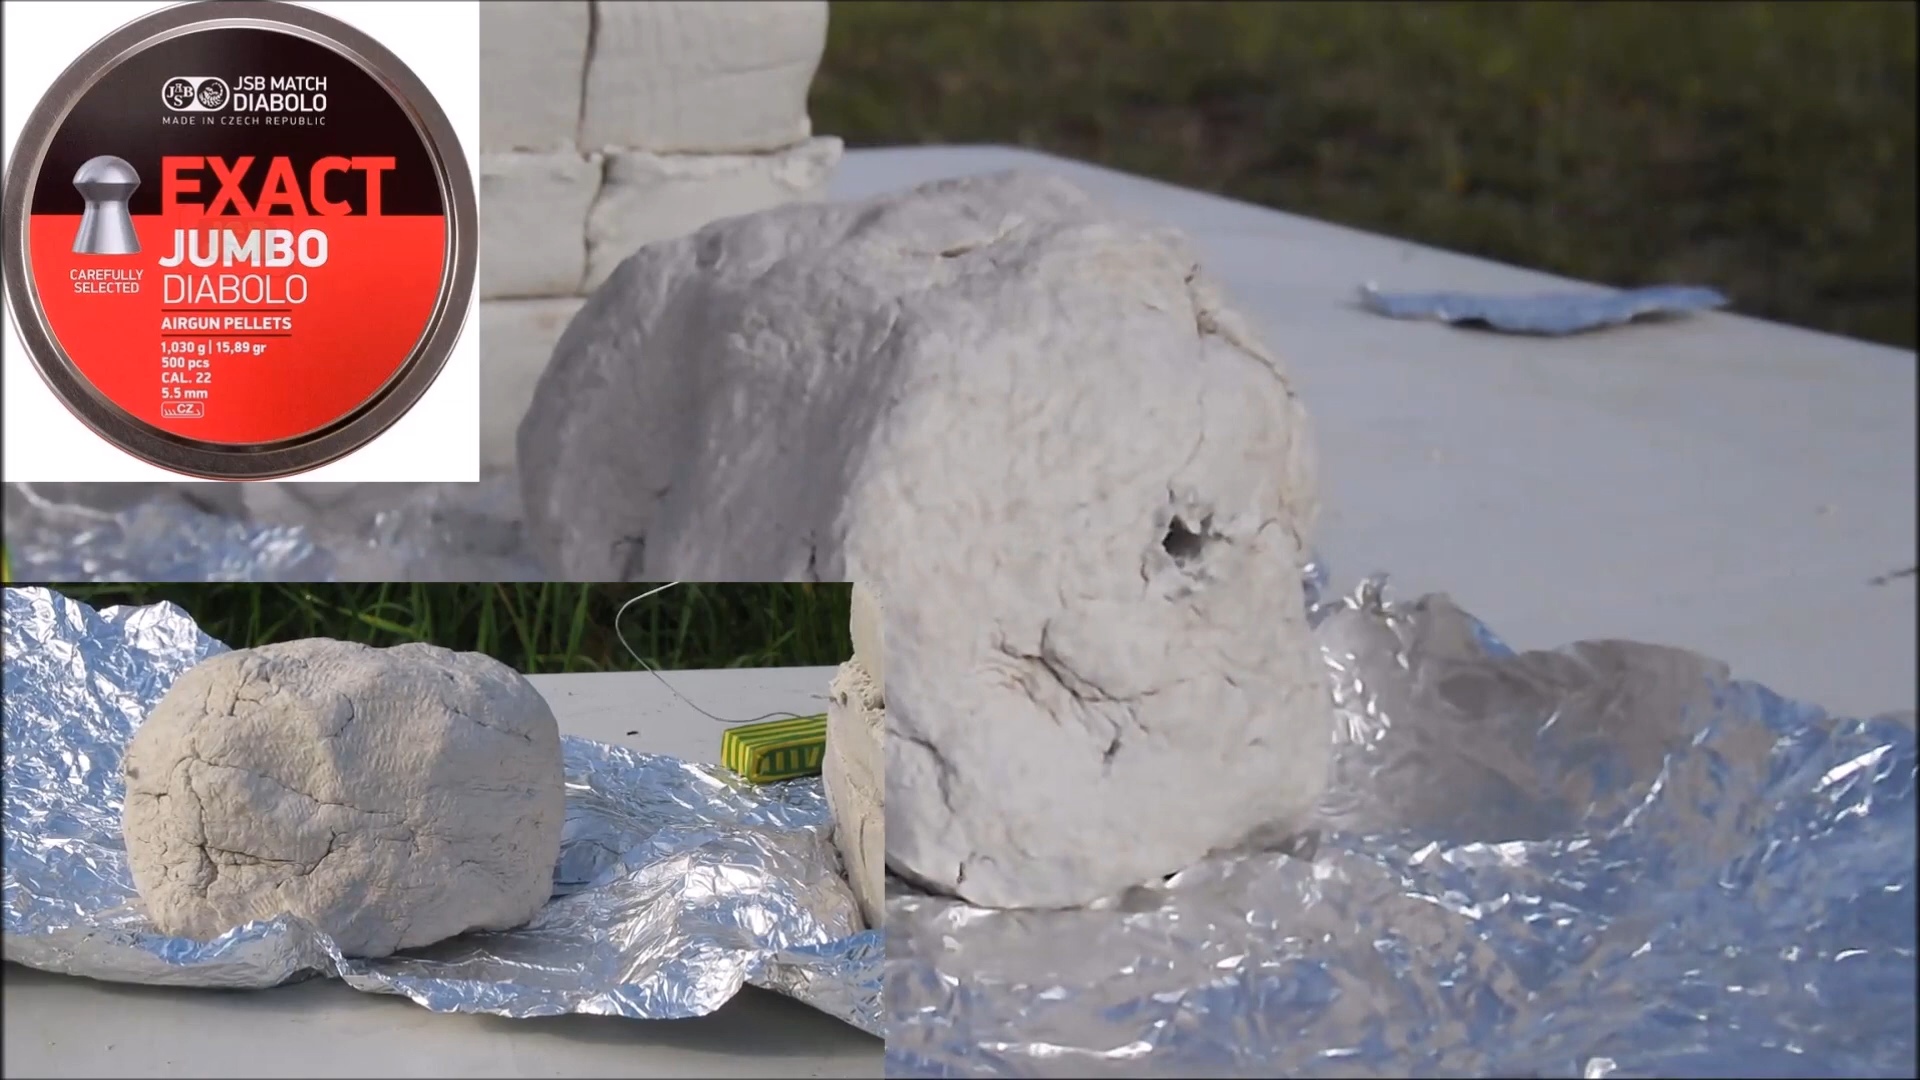 JSB
JSB MATCH
DIABOLO
MADE IN CZECH REPUBLIC
EXACT
JUMBO
DIABOLO
CAREFULLY
SELECTED
AIRGUN PELLETS
1,030 g | 15,89 gr
500 pcs
CAL. 22
5.5 mm
CZ